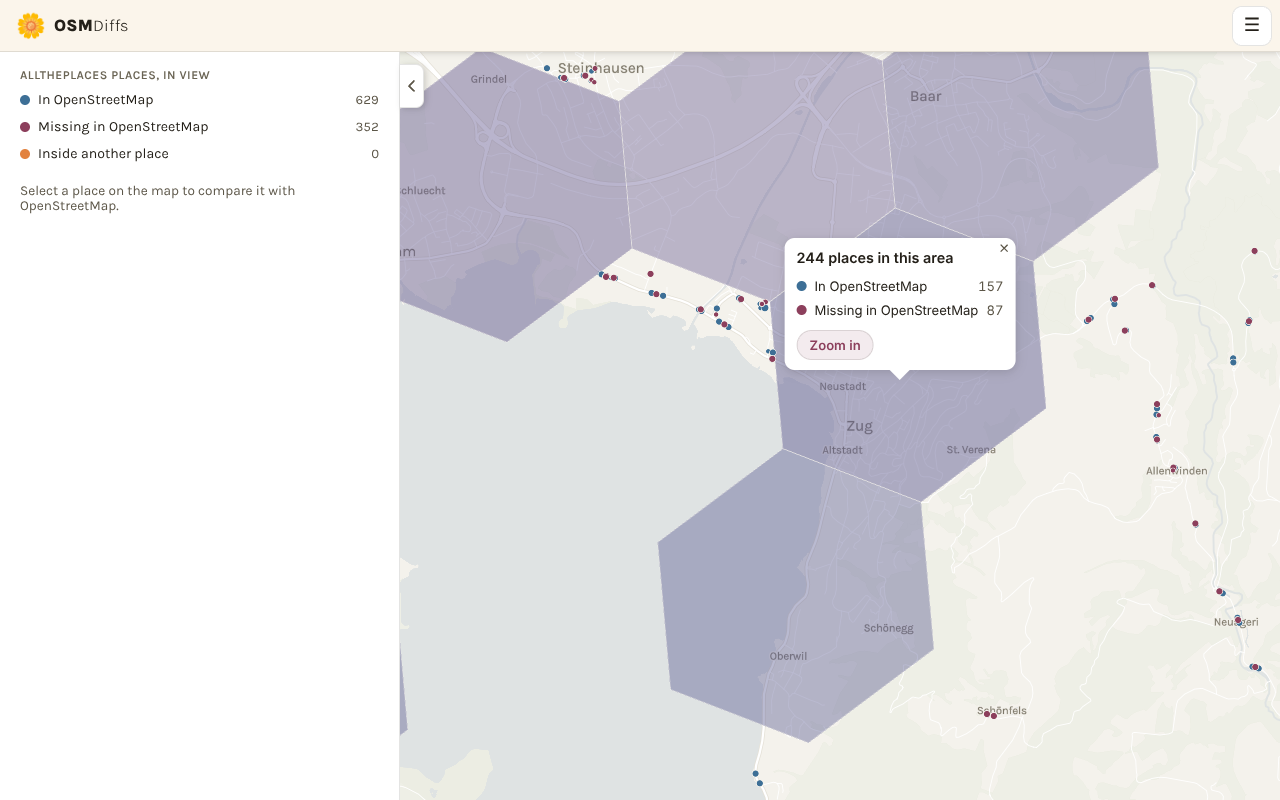 OSMDiffs
ALLTHEPLACES PLACES, IN VIEW
In OpenStreetMap 629
Missing in OpenStreetMap 352
Inside another place 0
Select a place on the map to compare it with
OpenStreetMap.
Steinhausen
Grindel
Baar
schluecht
am
244 places in this area
In OpenStreetMap 157
Missing in OpenStreetMap 87
Zoom in
Neustadt
Zug
Altstadt
St. Verena
Allenwinden
Neuägeri
Schönegg
Oberwil
Schönfels